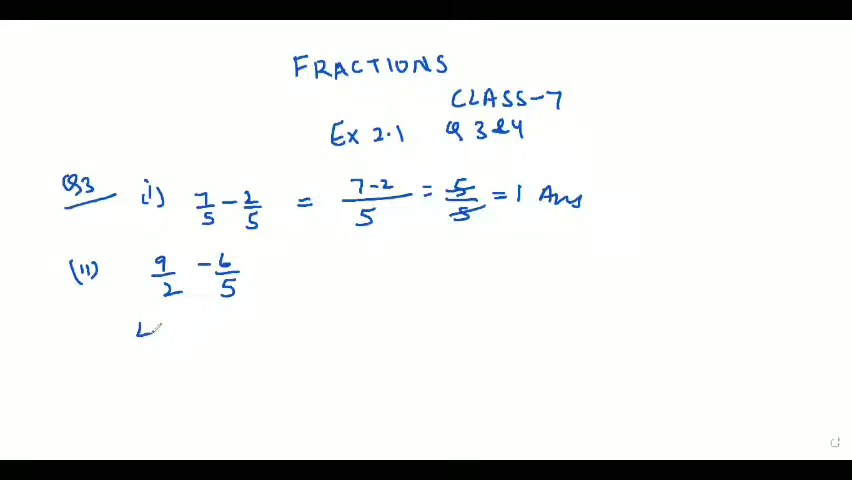 FRACTIONS
CLASS-7
Ex 2.1 Q 3&4
Q3 (i) 7/5 - 2/5 = 7-2/5 = 5/5 = 1 Ans
(ii) 9/2 - 6/5
L